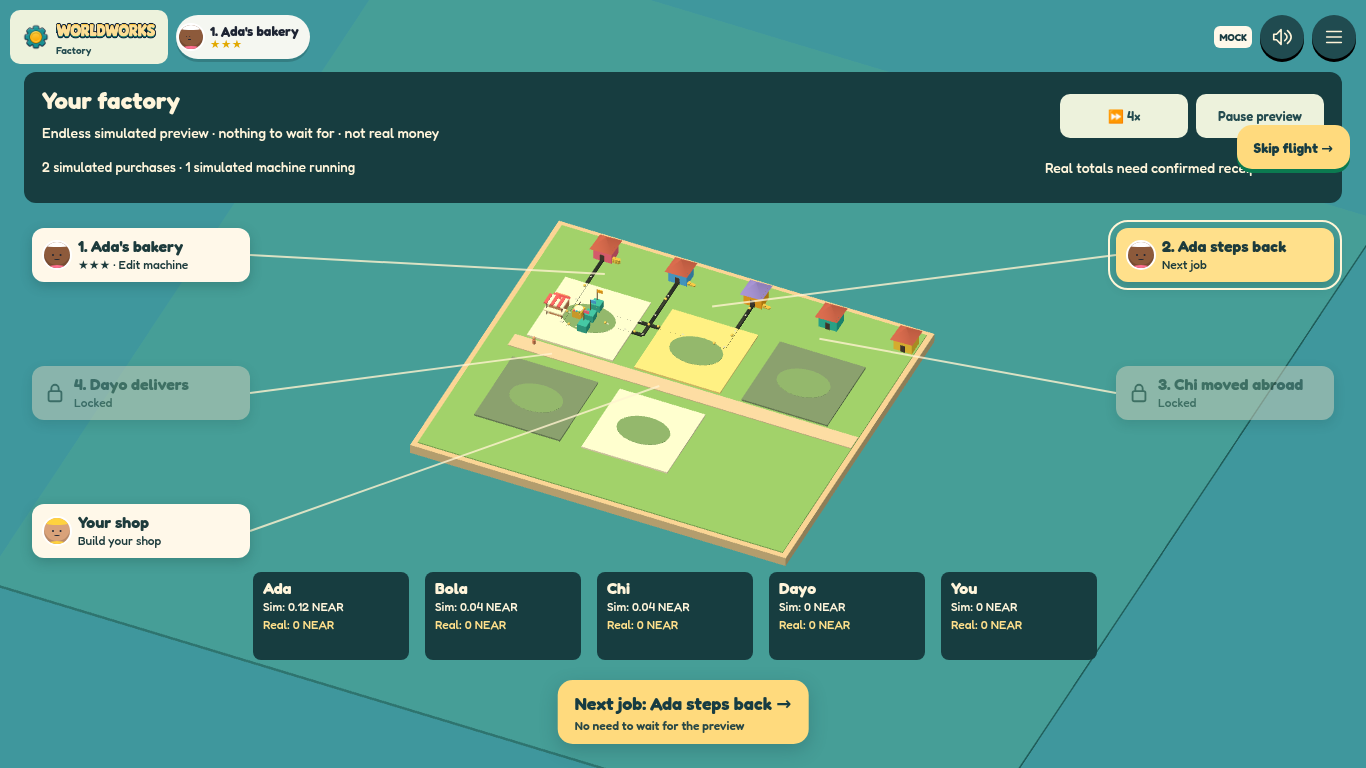 WORLDWORKS
Factory
1. Ada's bakery
★★★
MOCK
Your factory
Endless simulated preview · nothing to wait for · not real money
2 simulated purchases · 1 simulated machine running
⏩ 4x
Pause preview
Skip flight →
Real totals need confirmed
1. Ada's bakery
★★★ · Edit machine
2. Ada steps back
Next job
4. Dayo delivers
Locked
3. Chi moved abroad
Locked
Your shop
Build your shop
Ada
Sim: 0.12 NEAR
Real: 0 NEAR
Bola
Sim: 0.04 NEAR
Real: 0 NEAR
Chi
Sim: 0.04 NEAR
Real: 0 NEAR
Dayo
Sim: 0 NEAR
Real: 0 NEAR
You
Sim: 0 NEAR
Real: 0 NEAR
Next job: Ada steps back →
No need to wait for the preview